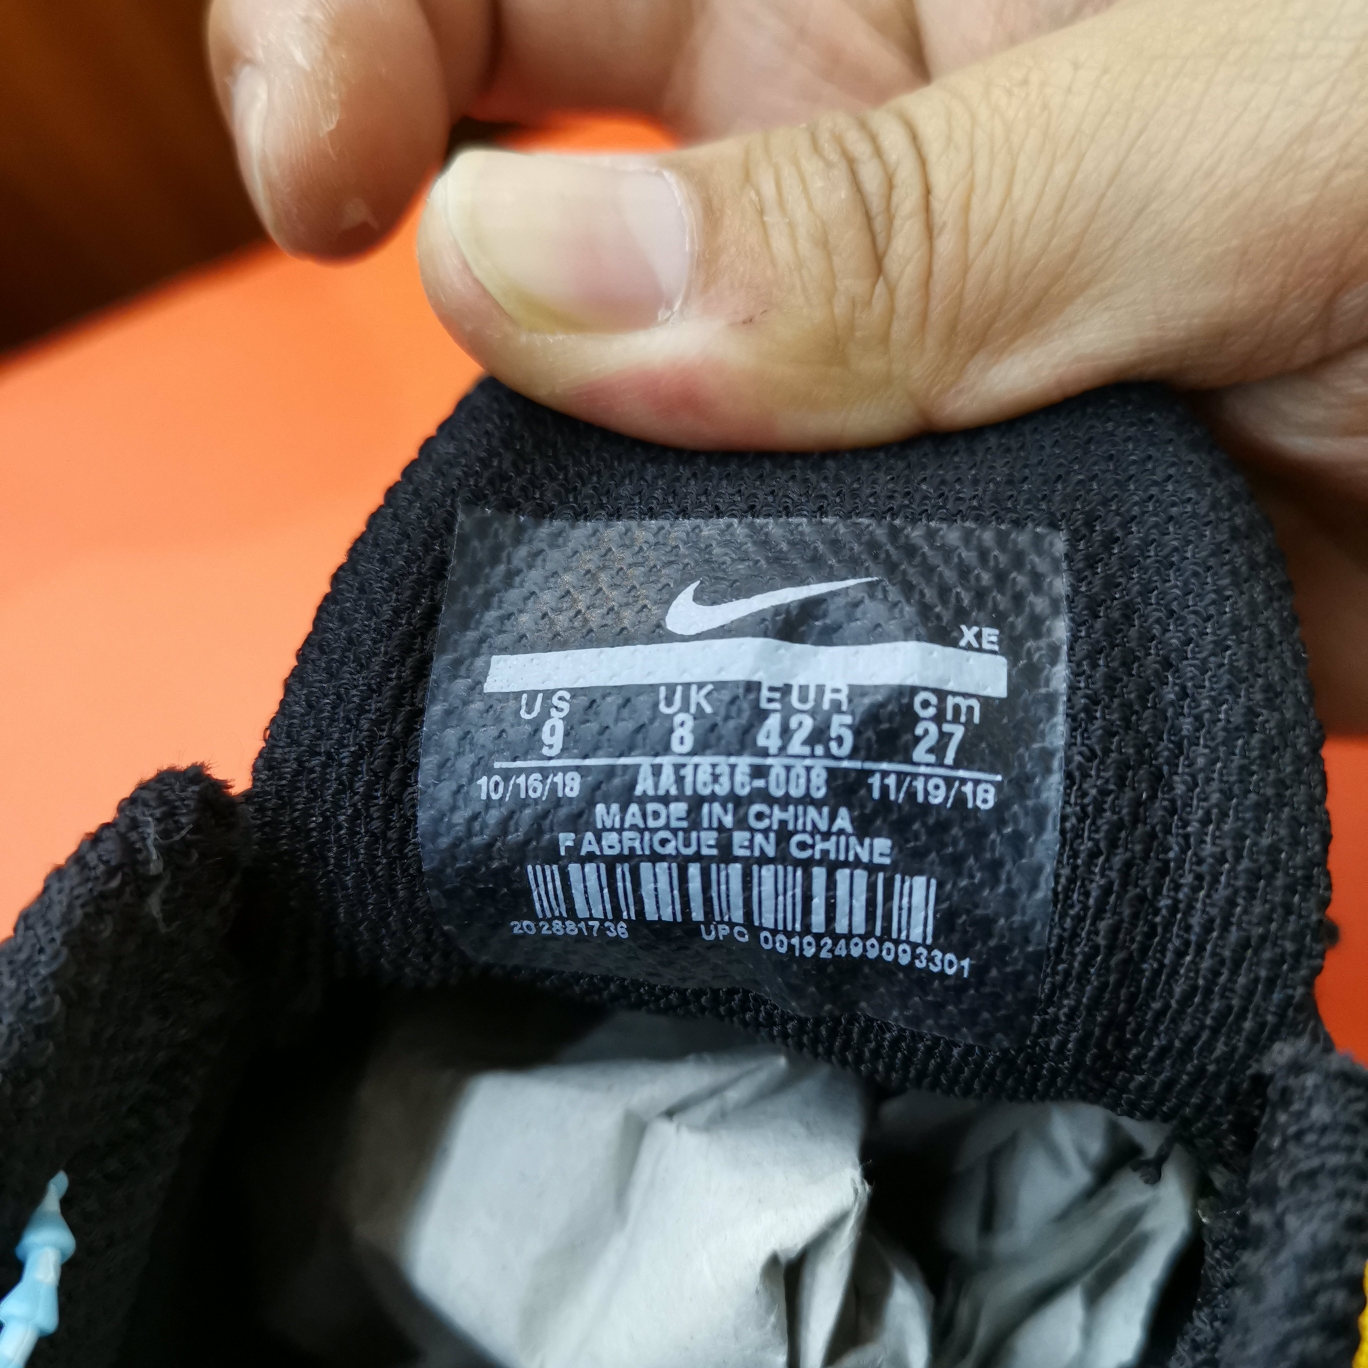 XE
US UK EUR cm
9 8 42.5 27
10/16/18 AA1636-008 11/19/18
MADE IN CHINA
FABRIQUE EN CHINE
202881736 UPC 00192499093301